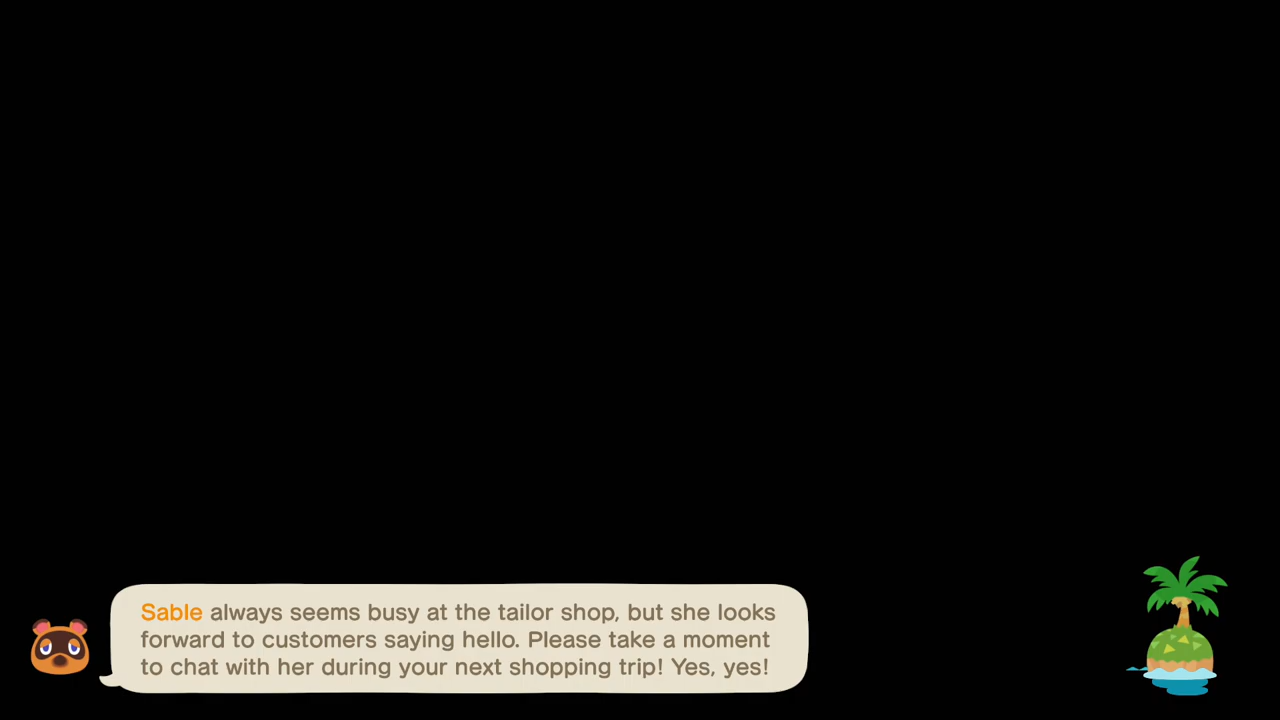 Sable always seems busy at the tailor shop, but she looks
forward to customers saying hello. Please take a moment
to chat with her during your next shopping trip! Yes, yes!